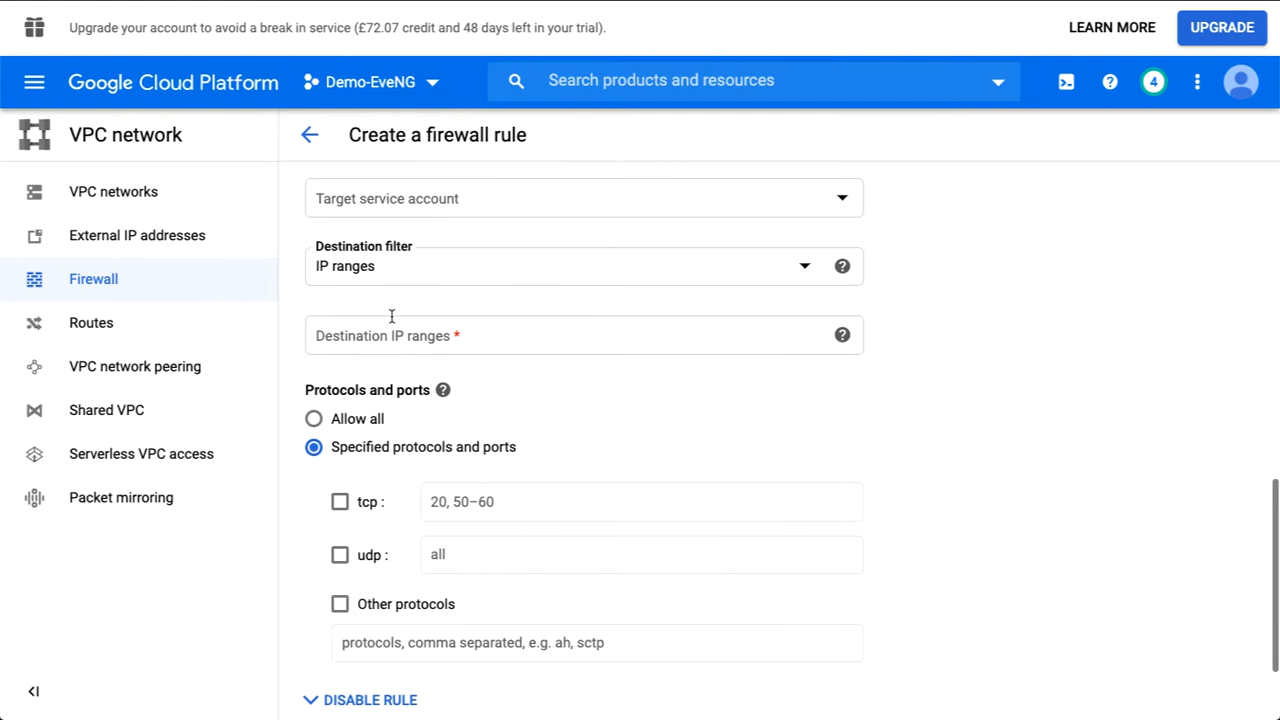 Upgrade your account to avoid a break in service (£72.07 credit and 48 days left in your trial).
LEARN MORE
UPGRADE
Google Cloud Platform
Demo-EveNG
Search products and resources
4
VPC network
Create a firewall rule
VPC networks
External IP addresses
Firewall
Routes
VPC network peering
Shared VPC
Serverless VPC access
Packet mirroring
Target service account
Destination filter
IP ranges
Destination IP ranges *
Protocols and ports
Allow all
Specified protocols and ports
tcp : 20, 50–60
udp : all
Other protocols
protocols, comma separated, e.g. ah, sctp
DISABLE RULE